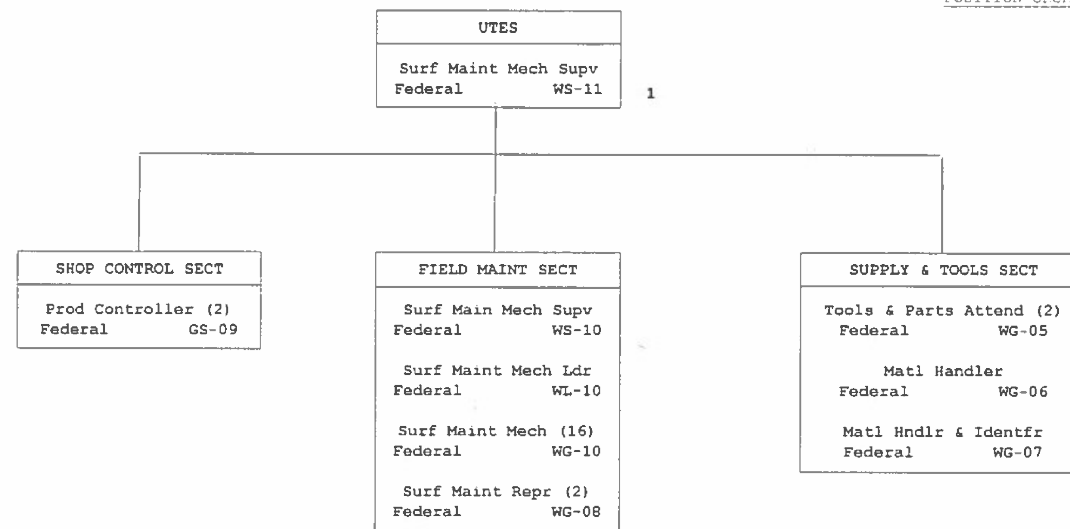 UTES
Surf Maint Mech Supv
Federal WS-11
1
SHOP CONTROL SECT
Prod Controller (2)
Federal GS-09
FIELD MAINT SECT
Surf Main Mech Supv
Federal WS-10
Surf Maint Mech Ldr
Federal WL-10
Surf Maint Mech (16)
Federal WG-10
Surf Maint Repr (2)
Federal WG-08
SUPPLY & TOOLS SECT
Tools & Parts Attend (2)
Federal WG-05
Matl Handler
Federal WG-06
Matl Hndlr & Identfr
Federal WG-07